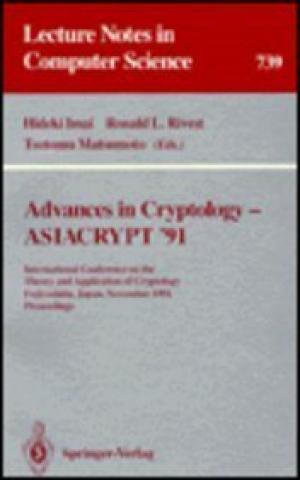 Lecture Notes in
Computer Science 739
Hideki Imai Ronald L. Rivest
Tsutomu Matsumoto (Eds.)
Advances in Cryptology –
ASIACRYPT '91
International Conference on the
Theory and Application of Cryptology
Fujiyoshida, Japan, November 1991
Proceedings
Springer-Verlag